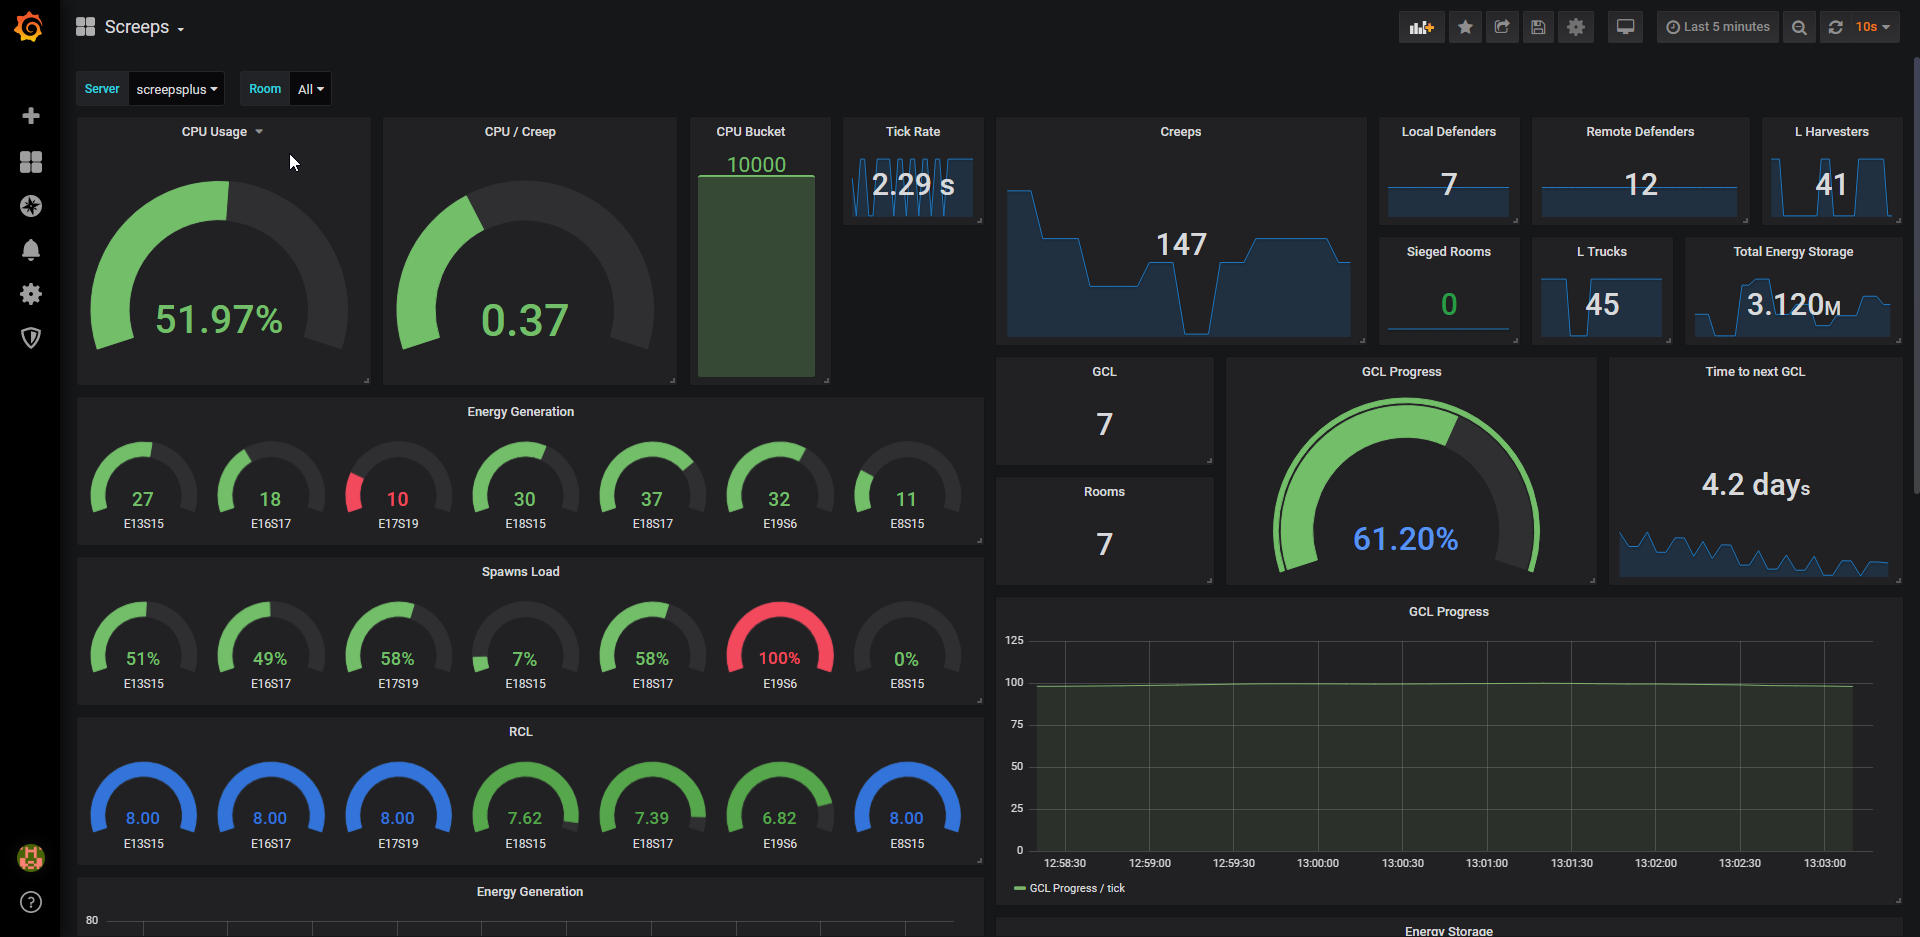 Screeps
Last 5 minutes
10s
Server
screepsplus
Room
All
CPU Usage
51.97%
CPU / Creep
0.37
CPU Bucket
10000
Tick Rate
2.29 s
Creeps
147
Local Defenders
7
Remote Defenders
12
L Harvesters
41
Sieged Rooms
0
L Trucks
45
Total Energy Storage
3.120M
Energy Generation
27 18 10 30 37 32 11
E13S15 E16S17 E17S19 E18S15 E18S17 E19S6 E8S15
Spawns Load
51% 49% 58% 7% 58% 100% 0%
E13S15 E16S17 E17S19 E18S15 E18S17 E19S6 E8S15
RCL
8.00 8.00 8.00 7.62 7.39 6.82 8.00
E13S15 E16S17 E17S19 E18S15 E18S17 E19S6 E8S15
Energy Generation
80
GCL
7
Rooms
7
GCL Progress
61.20%
Time to next GCL
4.2 days
GCL Progress
125
100
75
50
25
0
12:58:30 12:59:00 12:59:30 13:00:00 13:00:30 13:01:00 13:01:30 13:02:00 13:02:30 13:03:00
GCL Progress / tick
Energy Storage